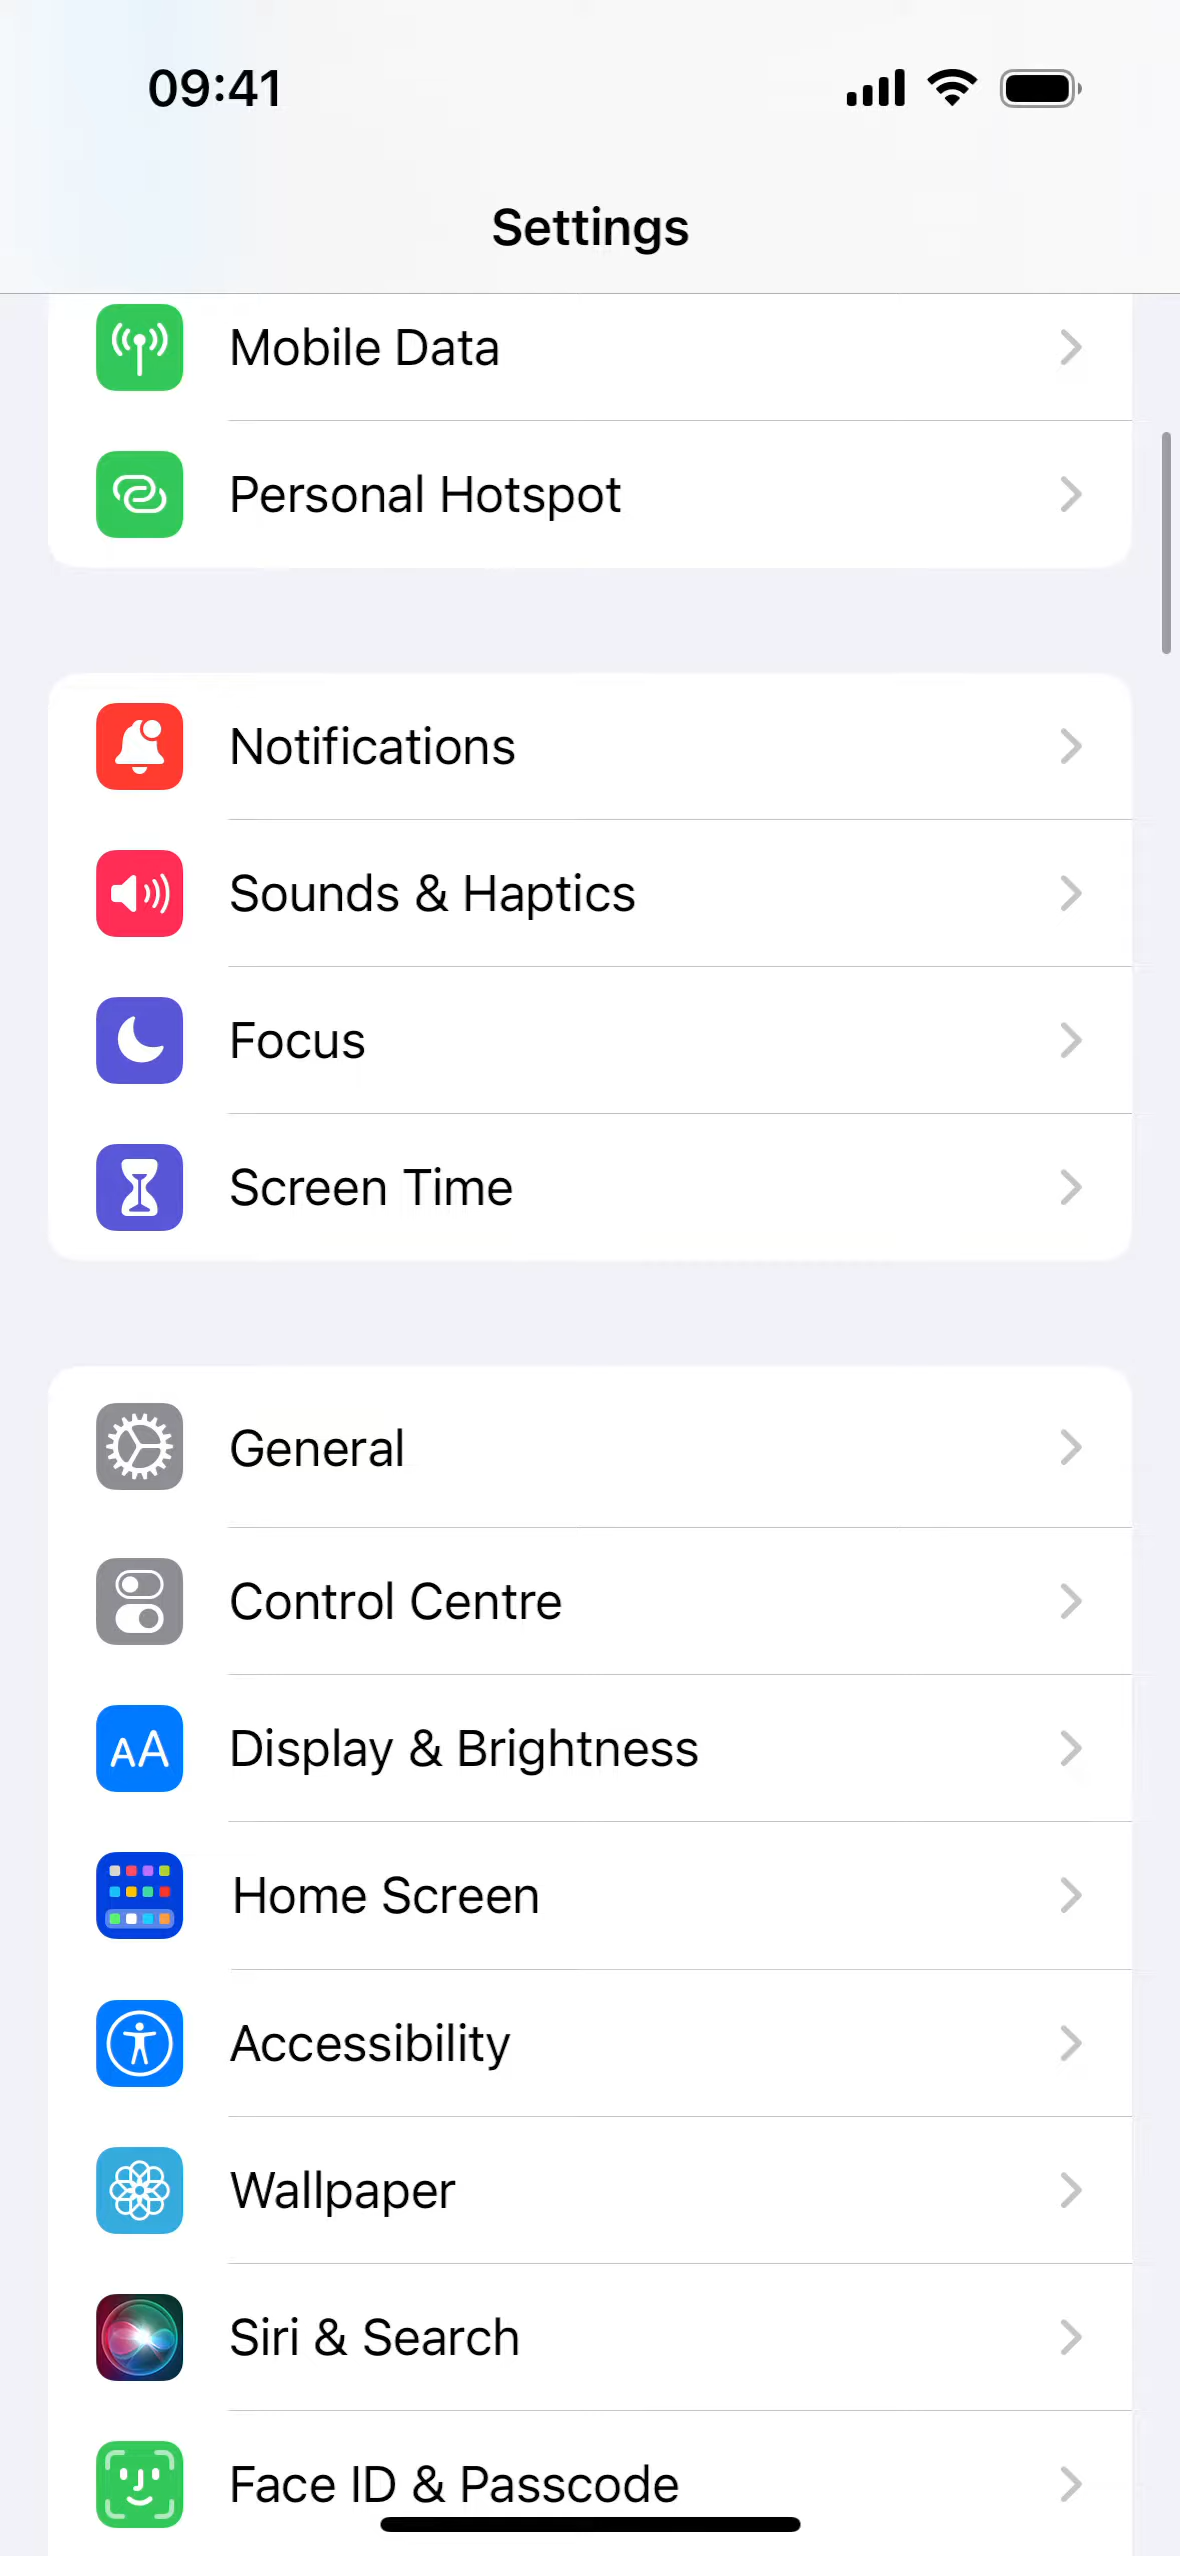 09:41
Settings
Mobile Data
Personal Hotspot
Notifications
Sounds & Haptics
Focus
Screen Time
General
Control Centre
AA Display & Brightness
Home Screen
Accessibility
Wallpaper
Siri & Search
Face ID & Passcode